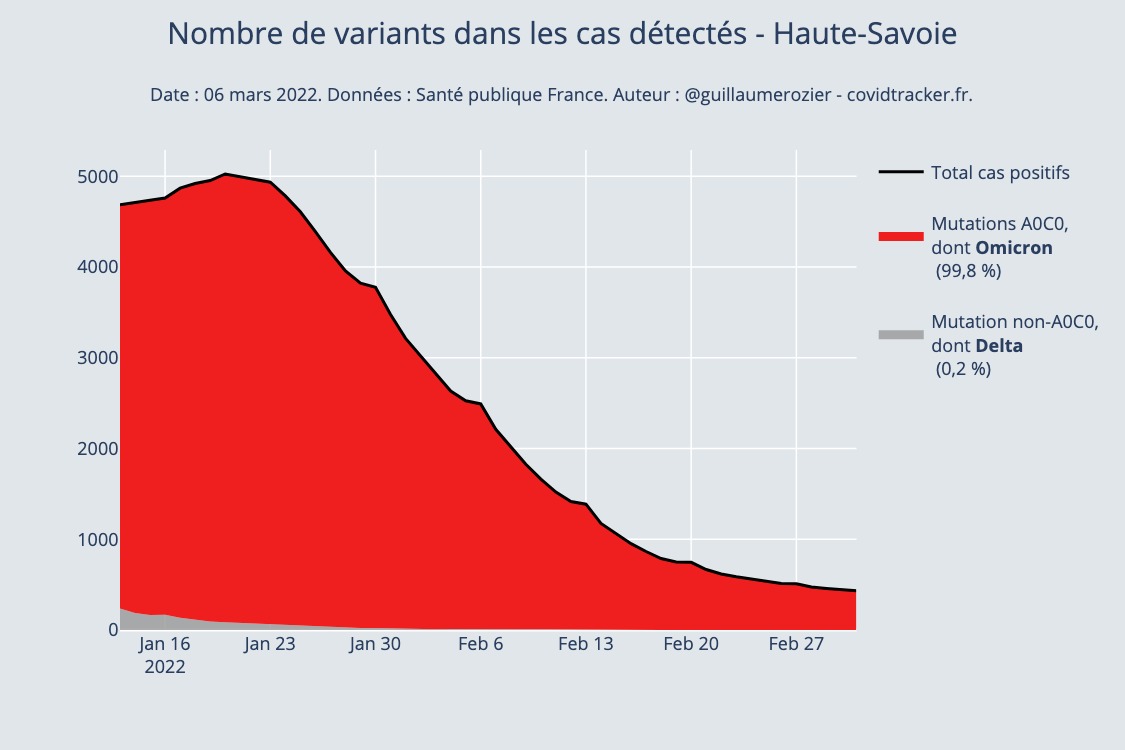 Nombre de variants dans les cas détectés - Haute-Savoie
Date : 06 mars 2022. Données : Santé publique France. Auteur : @guillaumerozier - covidtracker.fr.
5000
4000
3000
2000
1000
0
Jan 16
2022
Jan 23
Jan 30
Feb 6
Feb 13
Feb 20
Feb 27
Total cas positifs
Mutations A0C0,
dont Omicron
(99,8 %)
Mutation non-A0C0,
dont Delta
(0,2 %)